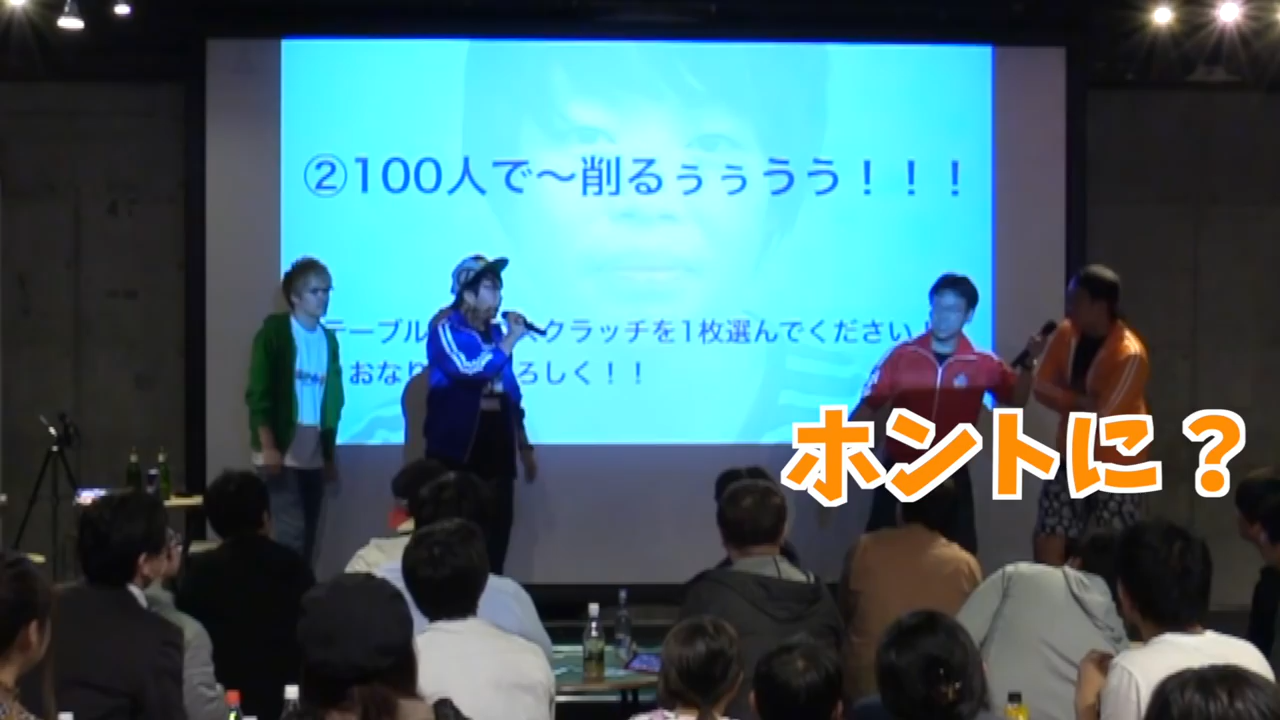 ②100人で〜削るぅぅうう！！！
テーブル
スクラッチを1枚選んでください！
おなり
ろしく！！
ホントに？